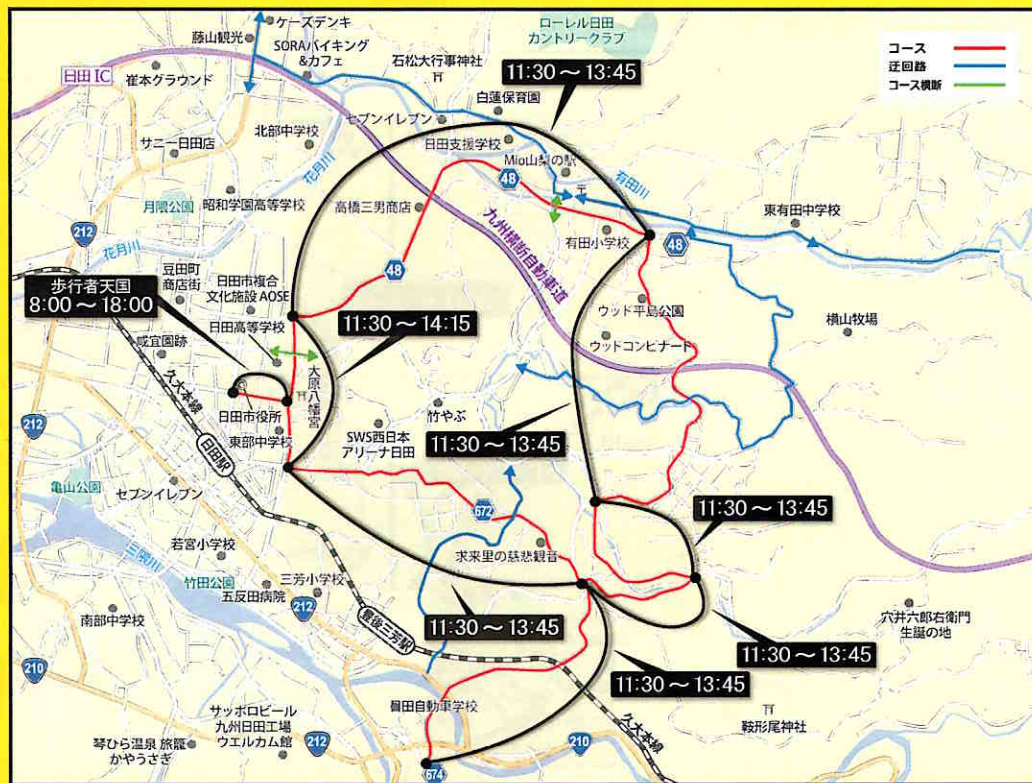 ケーズデンキ
藤山観光
SORAバイキング
&カフェ
ローレル日田
カントリークラブ
石松大行事神社
コース
迂回路
コース横断
日田IC
崔本グラウンド
11:30～13:45
白蓮保育園
セブンイレブン
北部中学校
サニー日田店
日田支援学校
Mio山梨の駅
花月川
有田川
48
月隈公園
昭和学園高等学校
高橋三男商店
東有田中学校
212
有田小学校
48
九州横断自動車道
花月川
豆田町
商店街
日田市複合
文化施設AOSE
48
歩行者天国
8:00～18:00
日田高等学校
11:30～14:15
ウッド平島公園
横山牧場
咸宜園跡
ウッドコンビナート
大原八幡宮
久大本線
日田市役所
東部中学校
竹やぶ
212
SWS西日本
アリーナ日田
11:30～13:45
日田駅
亀山公園
セブンイレブン
672
11:30～13:45
三隈川
若宮小学校
求来里の慈悲観音
竹田公園
三芳小学校
五反田病院
212
南部中学校
豊後三芳駅
11:30～13:45
穴井六郎右衛門
生誕の地
11:30～13:45
210
11:30～13:45
日田自動車学校
サッポロビール
九州日田工場
ウエルカム館
鞍形尾神社
琴ひら温泉 旅籠
かやうさぎ
212
210
久大本線
674